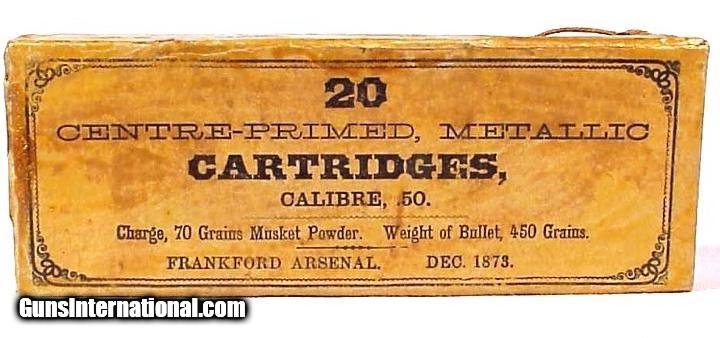 20
CENTRE-PRIMED, METALLIC
CARTRIDGES,
CALIBRE, .50.
Charge, 70 Grains Musket Powder. Weight of Bullet, 450 Grains.
FRANKFORD ARSENAL. DEC. 1873.
GunsInternational.com